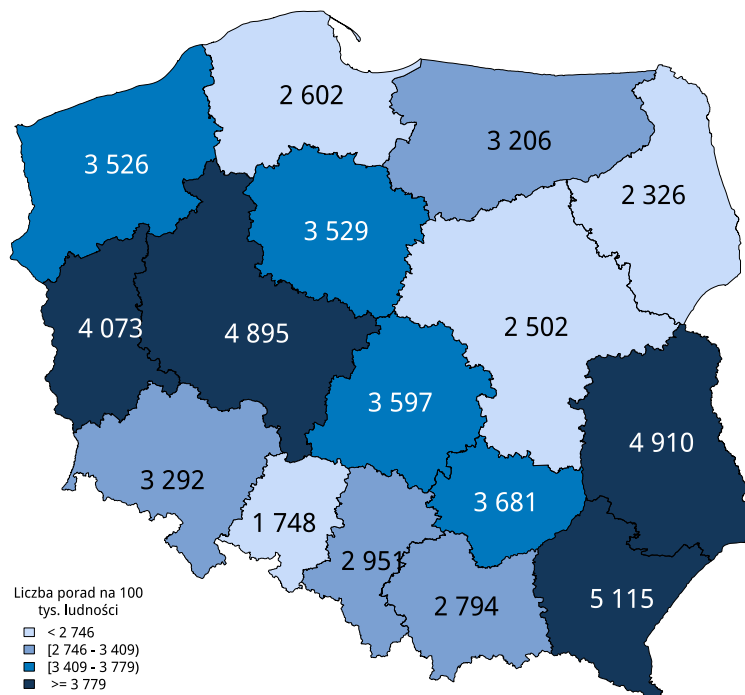 2 602
3 206
3 526
2 326
3 529
4 073
4 895
2 502
3 597
4 910
3 292
3 681
1 748
2 951
2 794
5 115
Liczba porad na 100
tys. ludności
< 2 746
[2 746 - 3 409)
[3 409 - 3 779)
>= 3 779